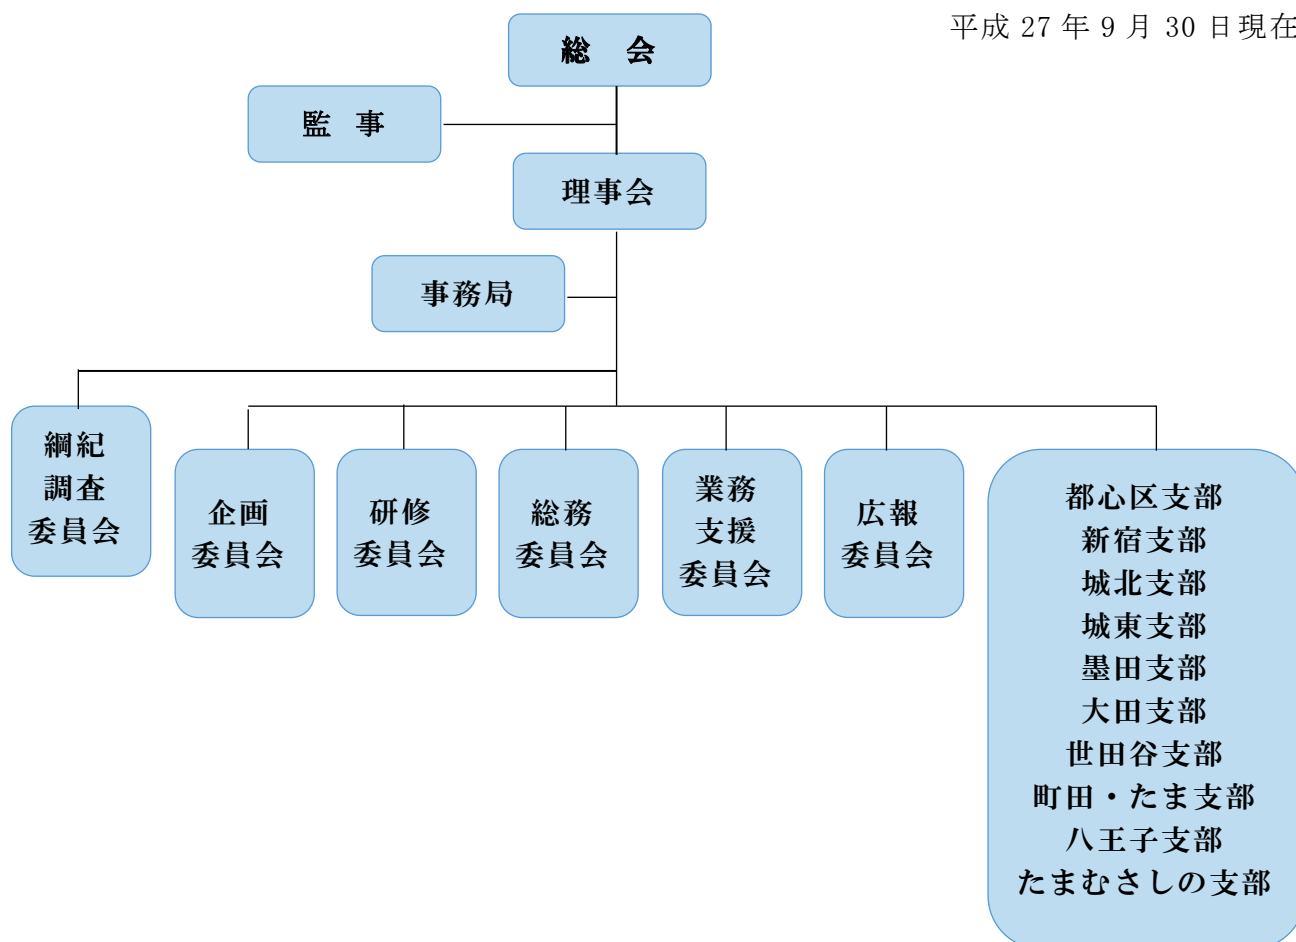 平成 27 年 9 月 30 日現在
総　会
監　事
理事会
事務局
綱紀
調査
委員会
企画
委員会
研修
委員会
総務
委員会
業務
支援
委員会
広報
委員会
都心区支部
新宿支部
城北支部
城東支部
墨田支部
大田支部
世田谷支部
町田・たま支部
八王子支部
たまむさしの支部